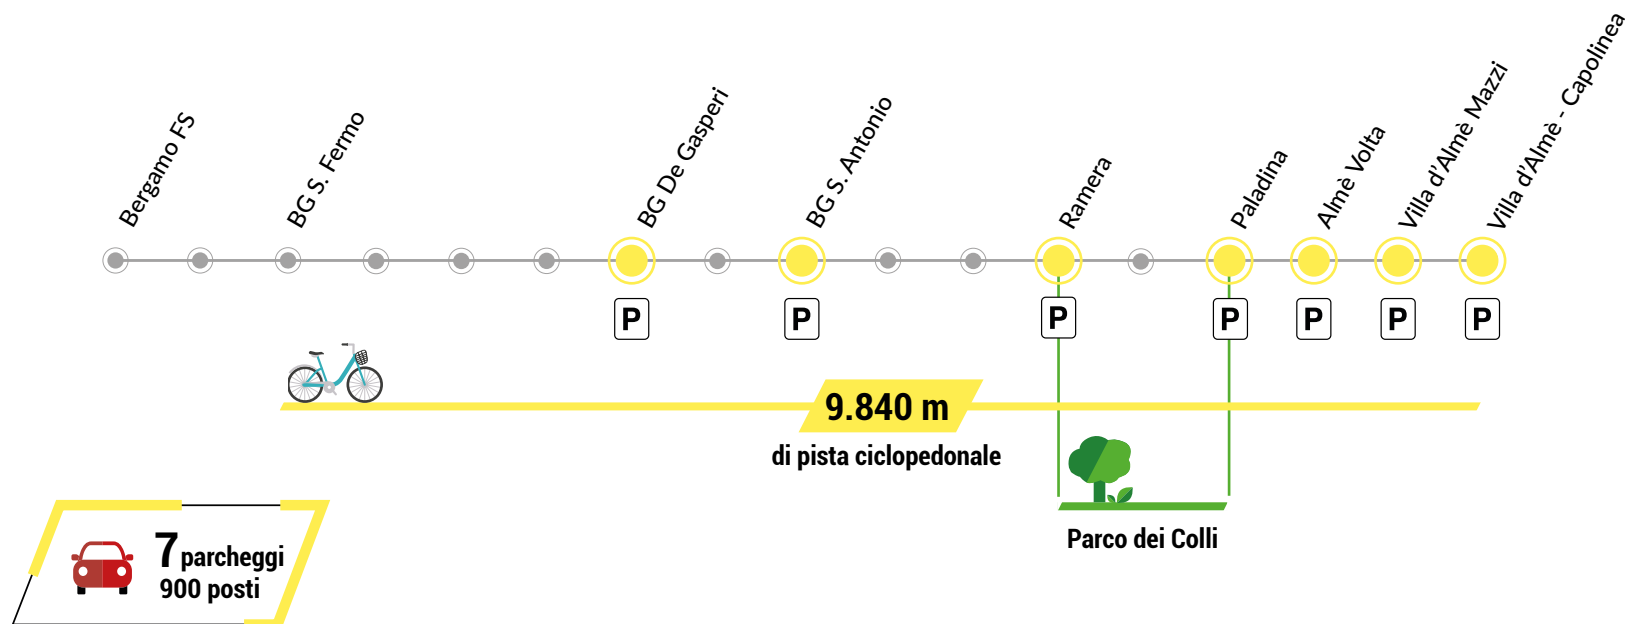 Bergamo FS
BG S. Fermo
BG De Gasperi
BG S. Antonio
Ramera
Paladina
Almè Volta
Villa d'Almè Mazzi
Villa d'Almè - Capolinea
P
P
P
P
P
P
P
9.840 m
di pista ciclopedonale
Parco dei Colli
7 parcheggi
900 posti